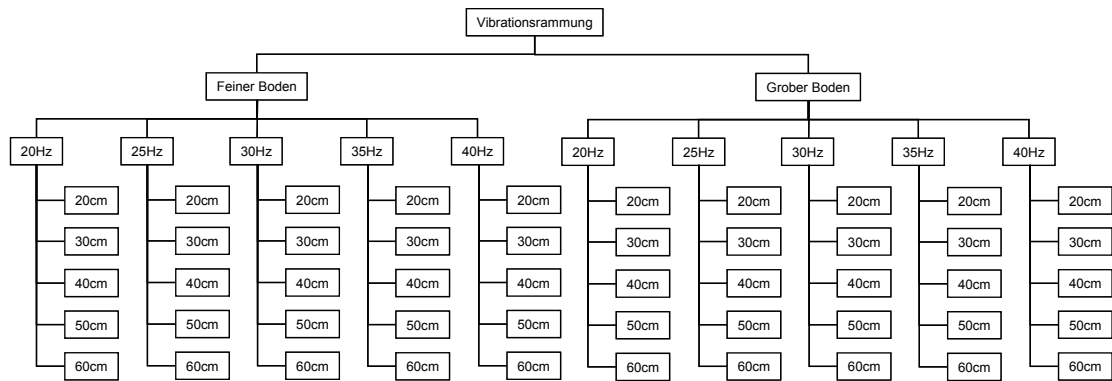 Vibrationsrammung
Feiner Boden
Grober Boden
20Hz 25Hz 30Hz 35Hz 40Hz 20Hz 25Hz 30Hz 35Hz 40Hz
20cm 20cm 20cm 20cm 20cm 20cm 20cm 20cm 20cm 20cm
30cm 30cm 30cm 30cm 30cm 30cm 30cm 30cm 30cm 30cm
40cm 40cm 40cm 40cm 40cm 40cm 40cm 40cm 40cm 40cm
50cm 50cm 50cm 50cm 50cm 50cm 50cm 50cm 50cm 50cm
60cm 60cm 60cm 60cm 60cm 60cm 60cm 60cm 60cm 60cm